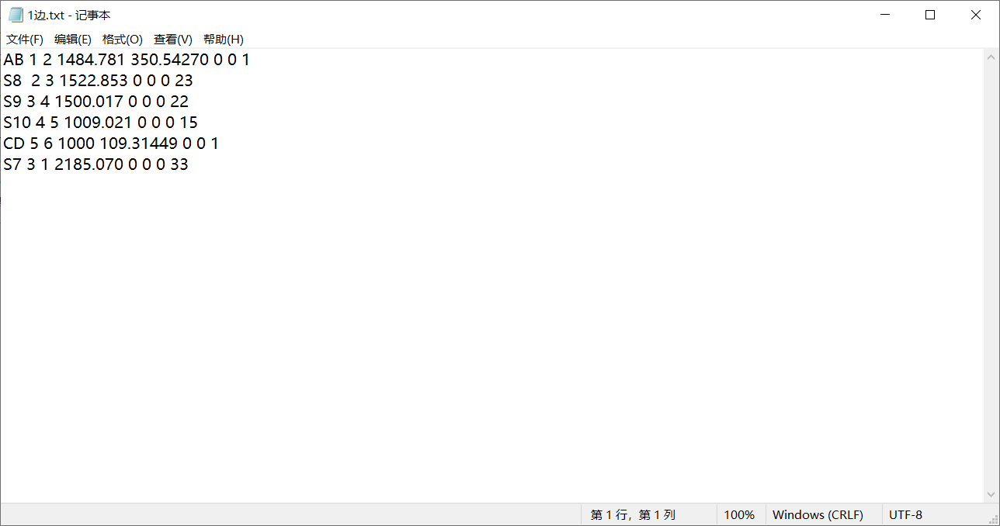 1边.txt - 记事本
文件(F) 编辑(E) 格式(O) 查看(V) 帮助(H)
AB 1 2 1484.781 350.54270 0 0 1
S8  2 3 1522.853 0 0 0 23
S9 3 4 1500.017 0 0 0 22
S10 4 5 1009.021 0 0 0 15
CD 5 6 1000 109.31449 0 0 1
S7 3 1 2185.070 0 0 0 33
第 1 行，第 1 列 100% Windows (CRLF) UTF-8